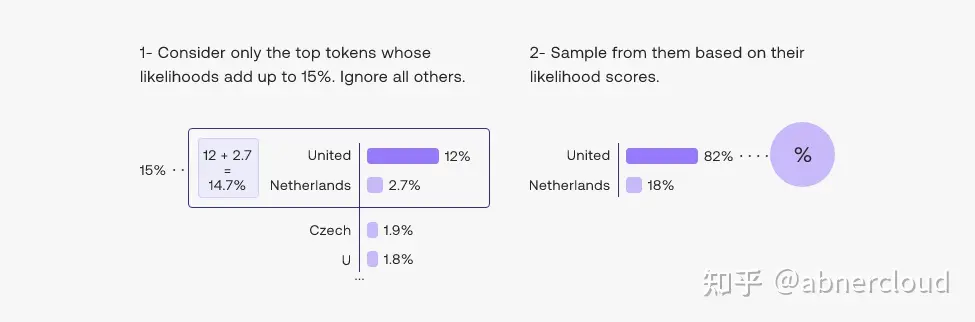 1- Consider only the top tokens whose
likelihoods add up to 15%. Ignore all others.
15% ··
12 + 2.7
=
14.7%
United 12%
Netherlands 2.7%
Czech 1.9%
U 1.8%
...
2- Sample from them based on their
likelihood scores.
United 82% ···· %
Netherlands 18%
知乎 @abnercloud